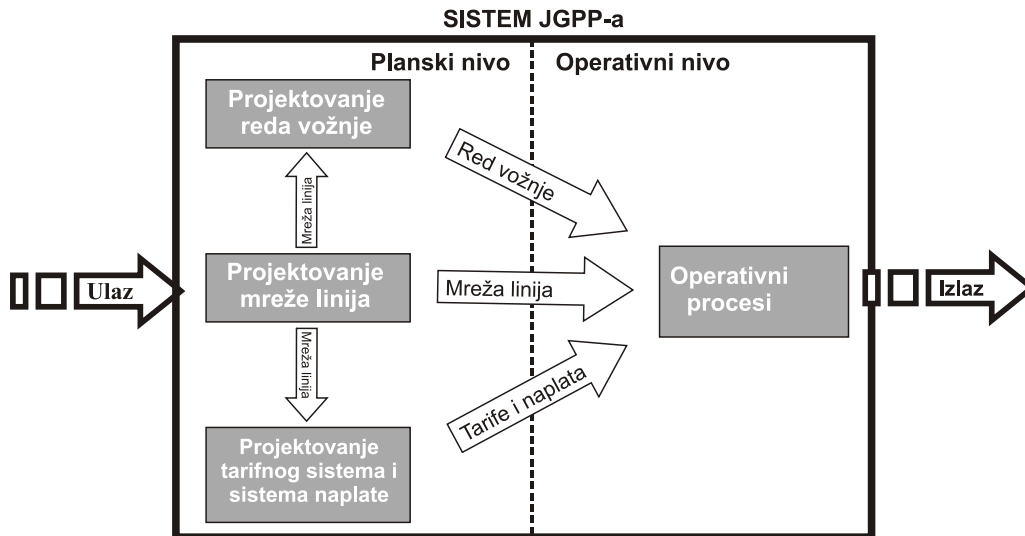 SISTEM JGPP-a
Planski nivo
Operativni nivo
Projektovanje
reda vožnje
Red vožnje
Mreža linija
Ulaz
Projektovanje
mreže linija
Mreža linija
Operativni
procesi
Izlaz
Mreža
linija
Tarife i naplata
Projektovanje
tarifnog sistema i
sistema naplate